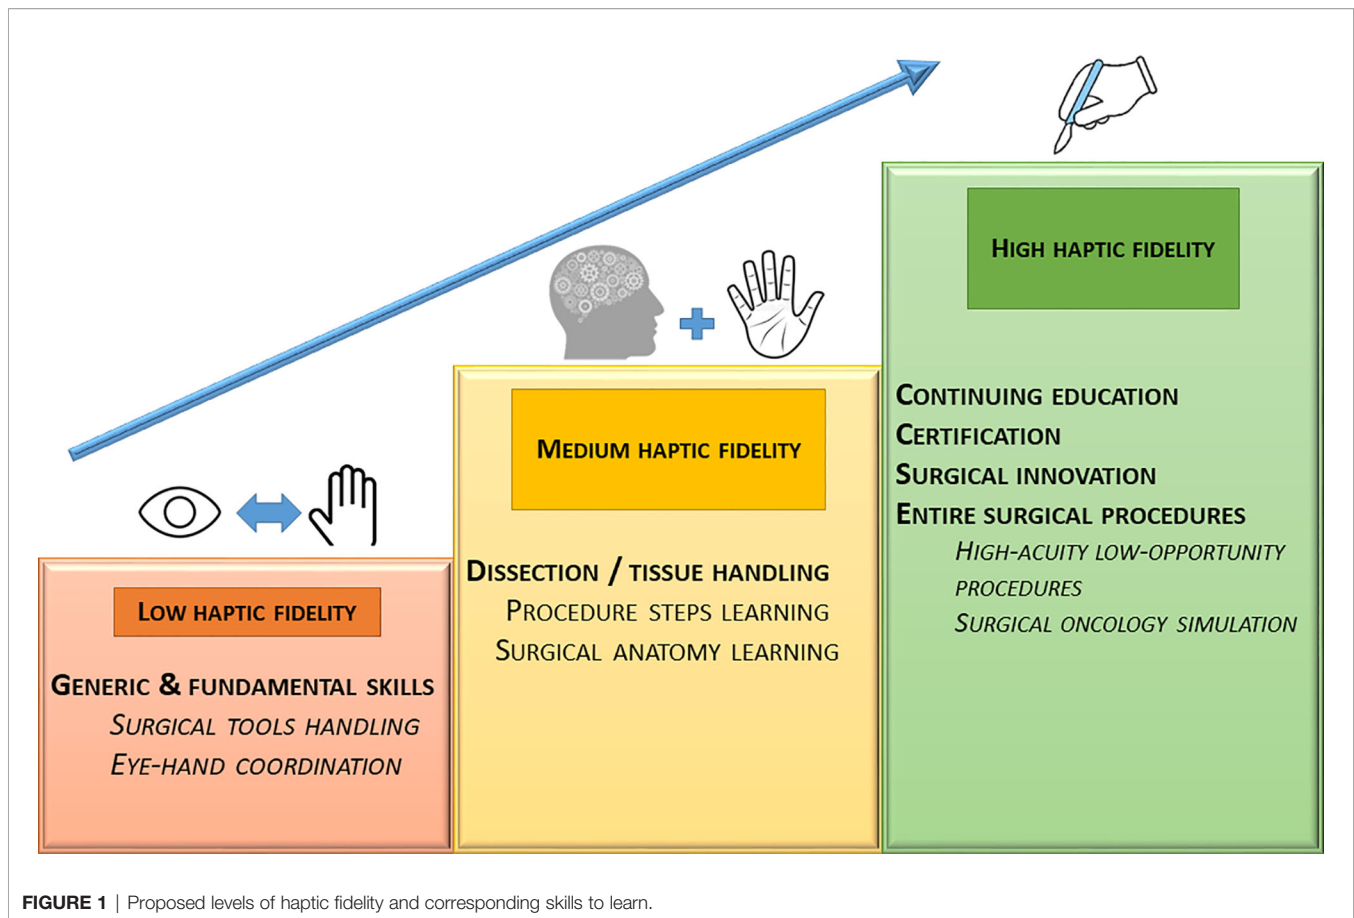 LOW HAPTIC FIDELITY
GENERIC & FUNDAMENTAL SKILLS
SURGICAL TOOLS HANDLING
EYE-HAND COORDINATION
MEDIUM HAPTIC FIDELITY
DISSECTION / TISSUE HANDLING
PROCEDURE STEPS LEARNING
SURGICAL ANATOMY LEARNING
HIGH HAPTIC FIDELITY
CONTINUING EDUCATION
CERTIFICATION
SURGICAL INNOVATION
ENTIRE SURGICAL PROCEDURES
HIGH-ACUITY LOW-OPPORTUNITY
PROCEDURES
SURGICAL ONCOLOGY SIMULATION
FIGURE 1 | Proposed levels of haptic fidelity and corresponding skills to learn.